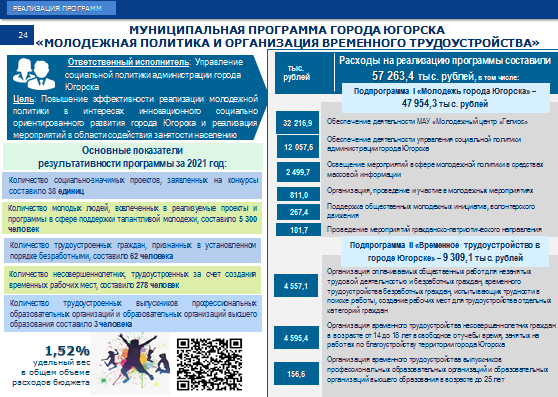 РЕАЛИЗАЦИЯ ПРОГРАММ
24
МУНИЦИПАЛЬНАЯ ПРОГРАММА ГОРОДА ЮГОРСКА
«МОЛОДЕЖНАЯ ПОЛИТИКА И ОРГАНИЗАЦИЯ ВРЕМЕННОГО ТРУДОУСТРОЙСТВА»
Ответственный исполнитель: Управление
социальной политики администрации города
Югорска
Цель: Повышение эффективности реализации молодежной
политики в интересах инновационного социально
ориентированного развития города Югорска и реализация
мероприятий в области содействия занятости населению
Основные показатели
результативности программы за 2021 год:
Количество социально-значимых проектов, заявленных на конкурсы
составило 38 единиц
Количество молодых людей, вовлеченных в реализуемые проекты и
программы в сфере поддержки талантливой молодежи, составило 5 300
человек
Количество трудоустроенных граждан, признанных в установленном
порядке безработными, составило 62 человека
Количество несовершеннолетних, трудоустроенных за счет создания
временных рабочих мест, составило 278 человек
Количество трудоустроенных выпускников профессиональных
образовательных организаций и образовательных организаций высшего
образования составило 3 человека
1,52%
удельный вес
в общем объеме
расходов бюджета
тыс.
рублей
Расходы на реализацию программы составили
57 263,4 тыс. рублей, в том числе:
Подпрограмма I «Молодежь города Югорска» –
47 954,3 тыс. рублей
32 216,9
Обеспечение деятельности МАУ «Молодежный центр «Гелиос»
12 057,6
Обеспечение деятельности управления социальной политики
администрации города Югорска
2 499,7
Освещение мероприятий в сфере молодежной политики в средствах
массовой информации
811,0
Организация, проведение и участие в молодежных мероприятиях
267,4
Поддержка общественных молодежных инициатив, волонтерского
движения
101,7
Проведение мероприятий гражданско-патриотического направления
Подпрограмма II «Временное трудоустройство в
городе Югорске» – 9 309,1 тыс. рублей
4 557,1
Организация оплачиваемых общественных работ для незанятых
трудовой деятельностью и безработных граждан, временного
трудоустройства безработных граждан, испытывающих трудности в
поиске работы, создание рабочих мест для трудоустройства отдельных
категорий граждан
4 595,4
Организация временного трудоустройства несовершеннолетних граждан
в возрасте от 14 до 18 лет в свободное от учебы время, занятых на
работах по благоустройству территории города Югорска
156,6
Организация временного трудоустройства выпускников
профессиональных образовательных организаций и образовательных
организаций высшего образования в возрасте до 25 лет